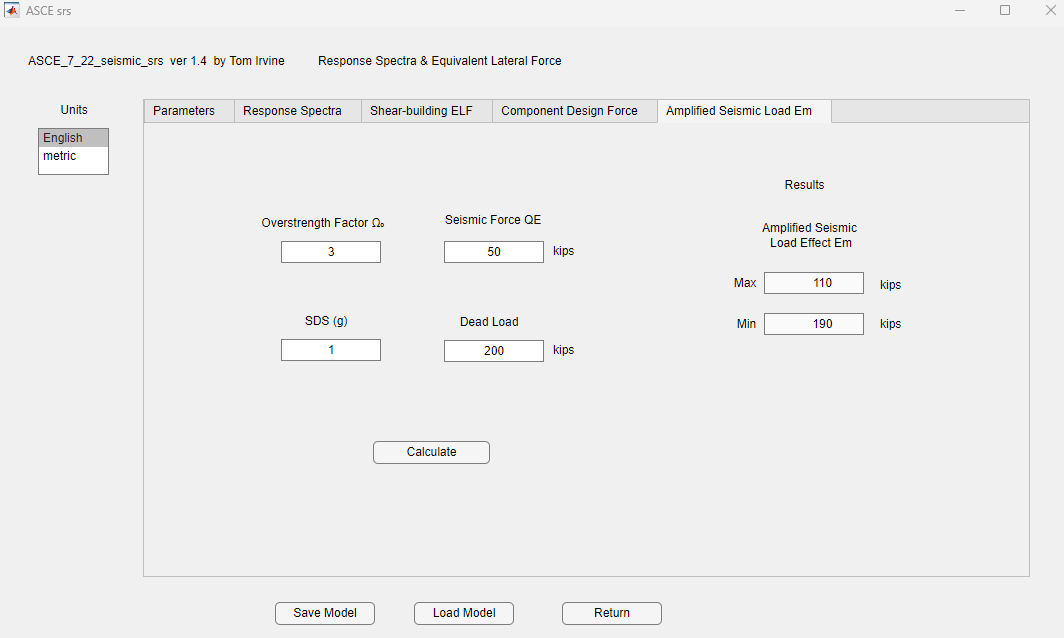 ASCE srs
ASCE_7_22_seismic_srs ver 1.4 by Tom Irvine
Response Spectra & Equivalent Lateral Force
Units
English
metric
Parameters
Response Spectra
Shear-building ELF
Component Design Force
Amplified Seismic Load Em
Overstrength Factor Ω₀
3
Seismic Force QE
50 kips
SDS (g)
1
Dead Load
200 kips
Calculate
Results
Amplified Seismic
Load Effect Em
Max 110 kips
Min 190 kips
Save Model
Load Model
Return